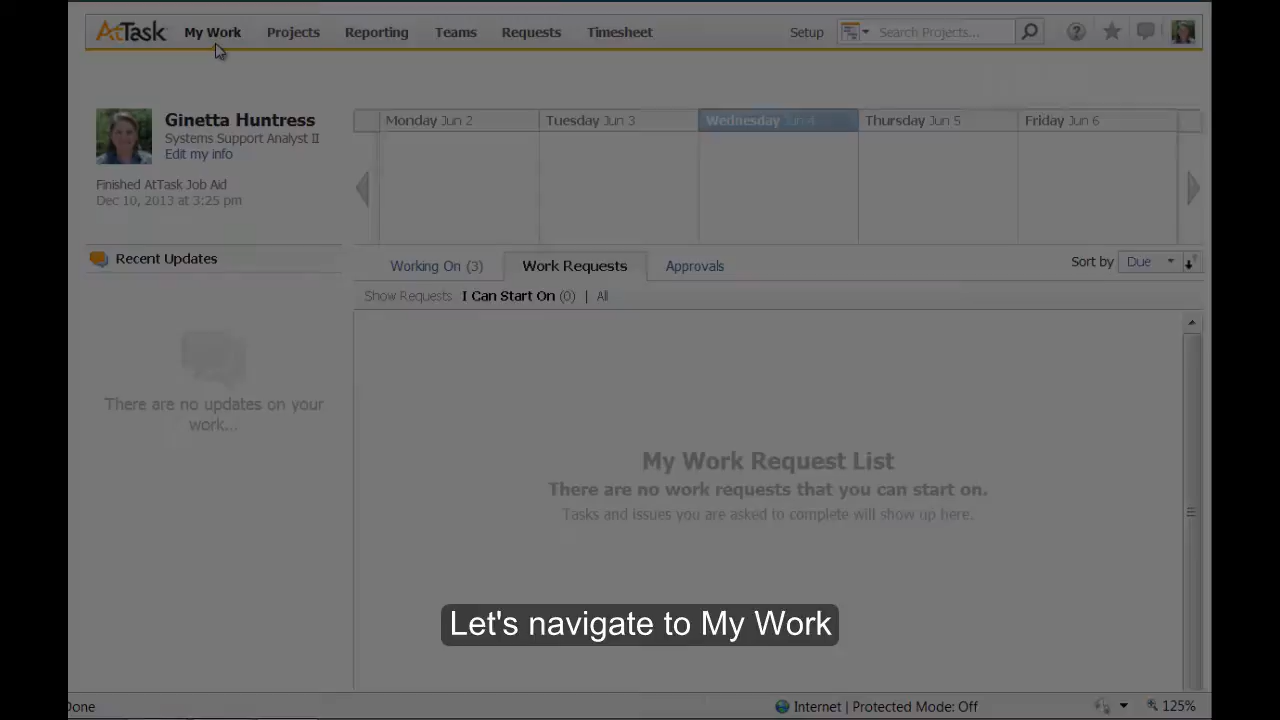 AtTask My Work Projects Reporting Teams Requests Timesheet Setup Search Projects...
Ginetta Huntress
Systems Support Analyst II
Edit my info
Finished AtTask Job Aid
Dec 10, 2013 at 3:25 pm
Monday Jun 2 Tuesday Jun 3 Wednesday Jun 4 Thursday Jun 5 Friday Jun 6
Recent Updates
There are no updates on your
work...
Working On (3) Work Requests Approvals Sort by Due
Show Requests I Can Start On (0) | All
My Work Request List
There are no work requests that you can start on.
Tasks and issues you are asked to complete will show up here.
Let's navigate to My Work
Done Internet | Protected Mode: Off 125%